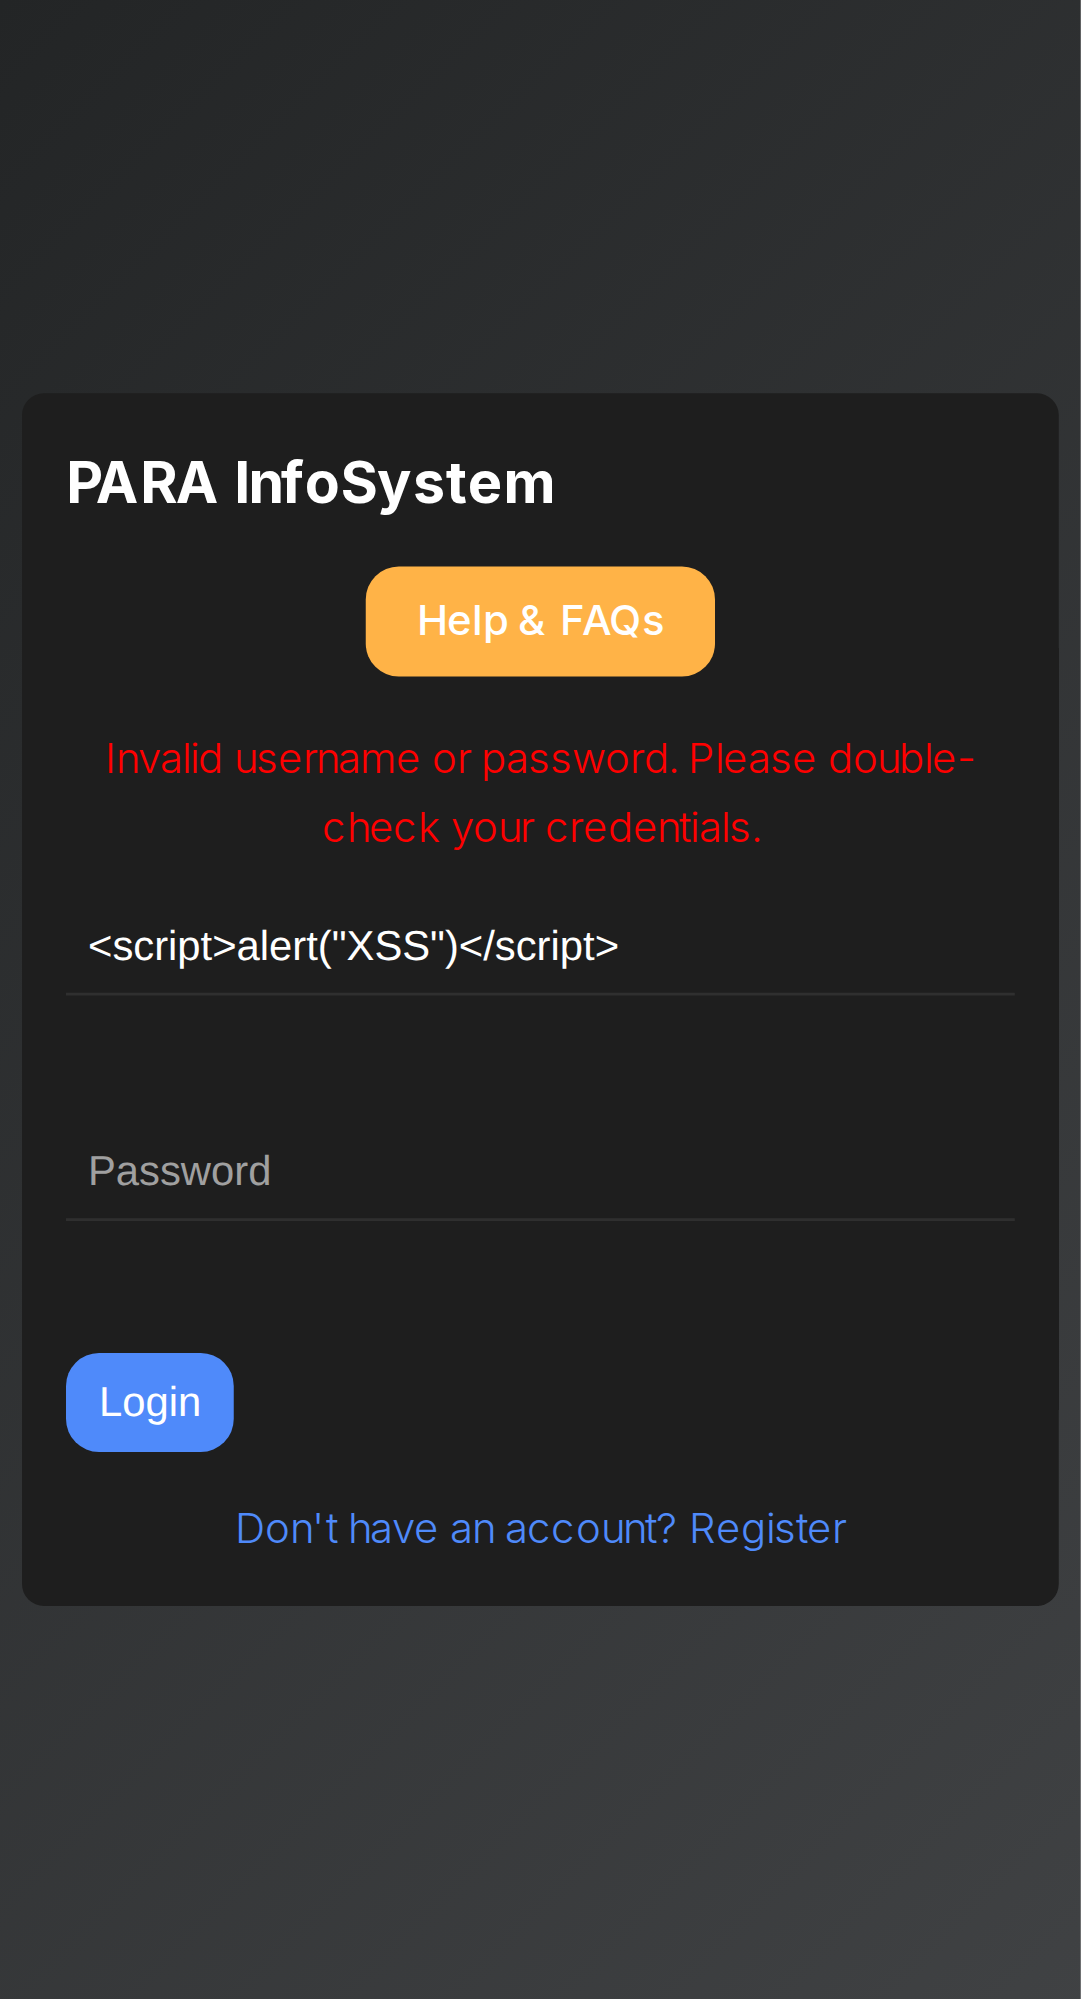 PARA InfoSystem
Help & FAQs
Invalid username or password. Please double-
check your credentials.
<script>alert("XSS")</script>
Password
Login
Don't have an account? Register